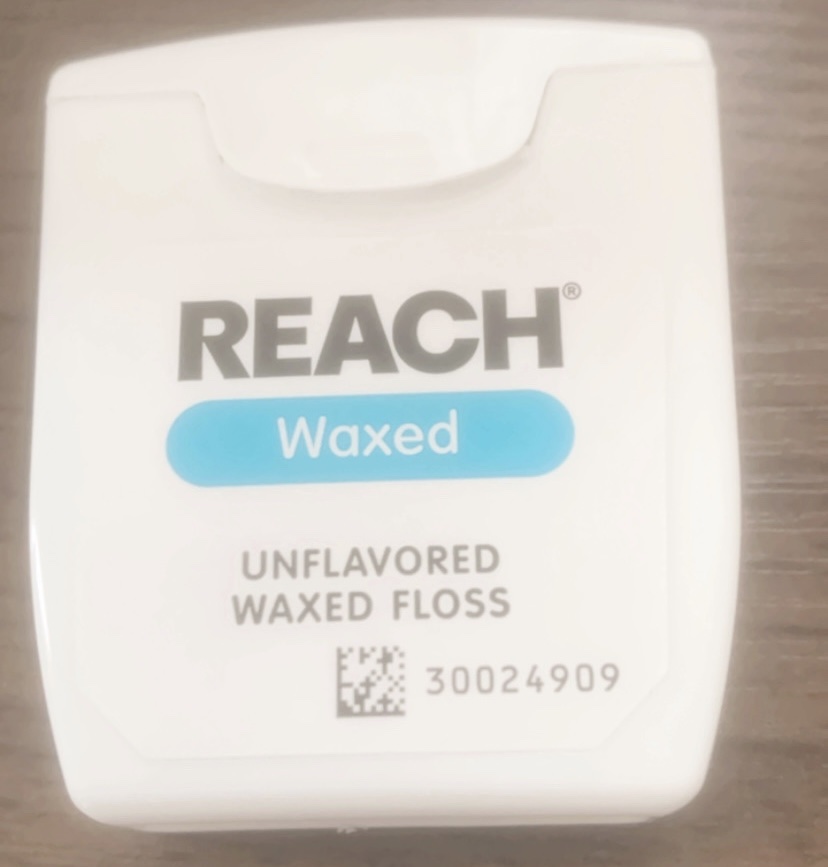 REACH®
Waxed
UNFLAVORED
WAXED FLOSS
30024909